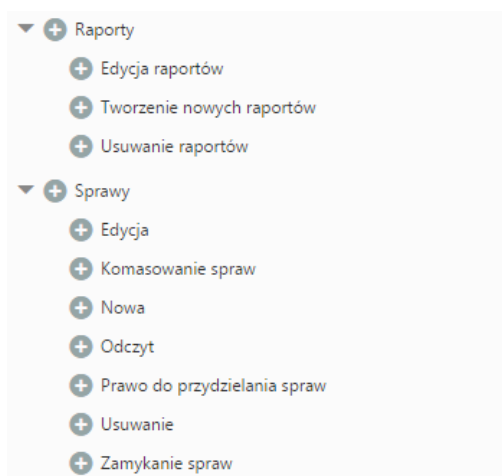 Raporty
Edycja raportów
Tworzenie nowych raportów
Usuwanie raportów
Sprawy
Edycja
Komasowanie spraw
Nowa
Odczyt
Prawo do przydzielania spraw
Usuwanie
Zamykanie spraw